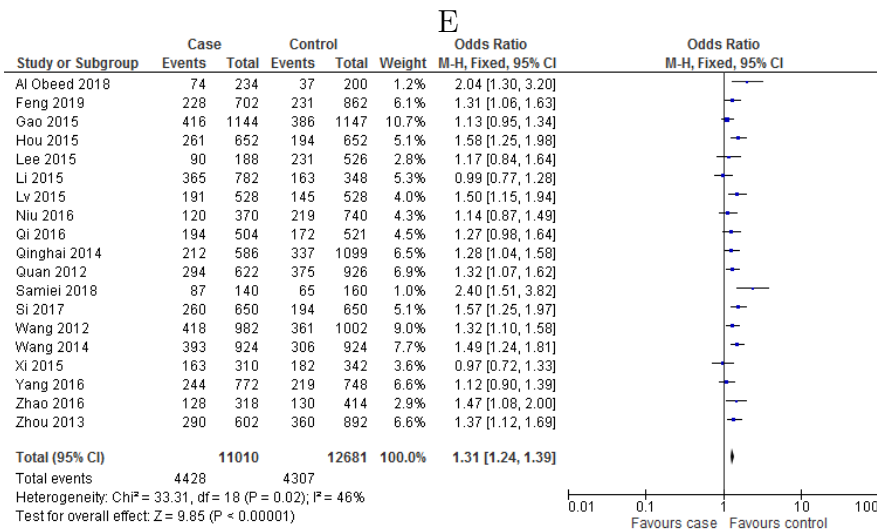 E
Case Control Odds Ratio Odds Ratio
Study or Subgroup Events Total Events Total Weight M-H, Fixed, 95% CI M-H, Fixed, 95% CI
Al Obeed 2018 74 234 37 200 1.2% 2.04 [1.30, 3.20]
Feng 2019 228 702 231 862 6.1% 1.31 [1.06, 1.63]
Gao 2015 416 1144 386 1147 10.7% 1.13 [0.95, 1.34]
Hou 2015 261 652 194 652 5.1% 1.58 [1.25, 1.98]
Lee 2015 90 188 231 526 2.8% 1.17 [0.84, 1.64]
Li 2015 365 782 163 348 5.2% 0.99 [0.77, 1.28]
Lv 2015 191 528 145 528 4.0% 1.50 [1.15, 1.94]
Niu 2016 120 370 219 740 4.3% 1.14 [0.87, 1.49]
Qi 2016 194 504 172 521 4.5% 1.27 [0.98, 1.64]
Qinghai 2014 212 586 337 1099 6.5% 1.28 [1.04, 1.58]
Quan 2012 294 622 375 926 6.9% 1.32 [1.07, 1.62]
Samiei 2018 87 140 65 160 1.0% 2.40 [1.51, 3.82]
Si 2017 260 650 194 650 5.1% 1.57 [1.25, 1.97]
Wang 2012 418 982 361 1002 9.0% 1.32 [1.10, 1.58]
Wang 2014 393 924 306 924 7.7% 1.49 [1.24, 1.81]
Xi 2015 163 310 182 342 3.6% 0.97 [0.72, 1.33]
Yang 2016 244 772 219 748 6.6% 1.12 [0.90, 1.39]
Zhao 2016 128 318 130 414 2.9% 1.47 [1.08, 2.00]
Zhou 2013 290 602 360 892 6.6% 1.37 [1.12, 1.69]
Total (95% CI) 11010 12681 100.0% 1.31 [1.24, 1.39]
Total events 4428 4307
Heterogeneity: Chi² = 33.31, df = 18 (P = 0.02); I² = 46%
Test for overall effect: Z = 9.85 (P < 0.00001)
0.01 0.1 1 10 100
Favours case Favours control